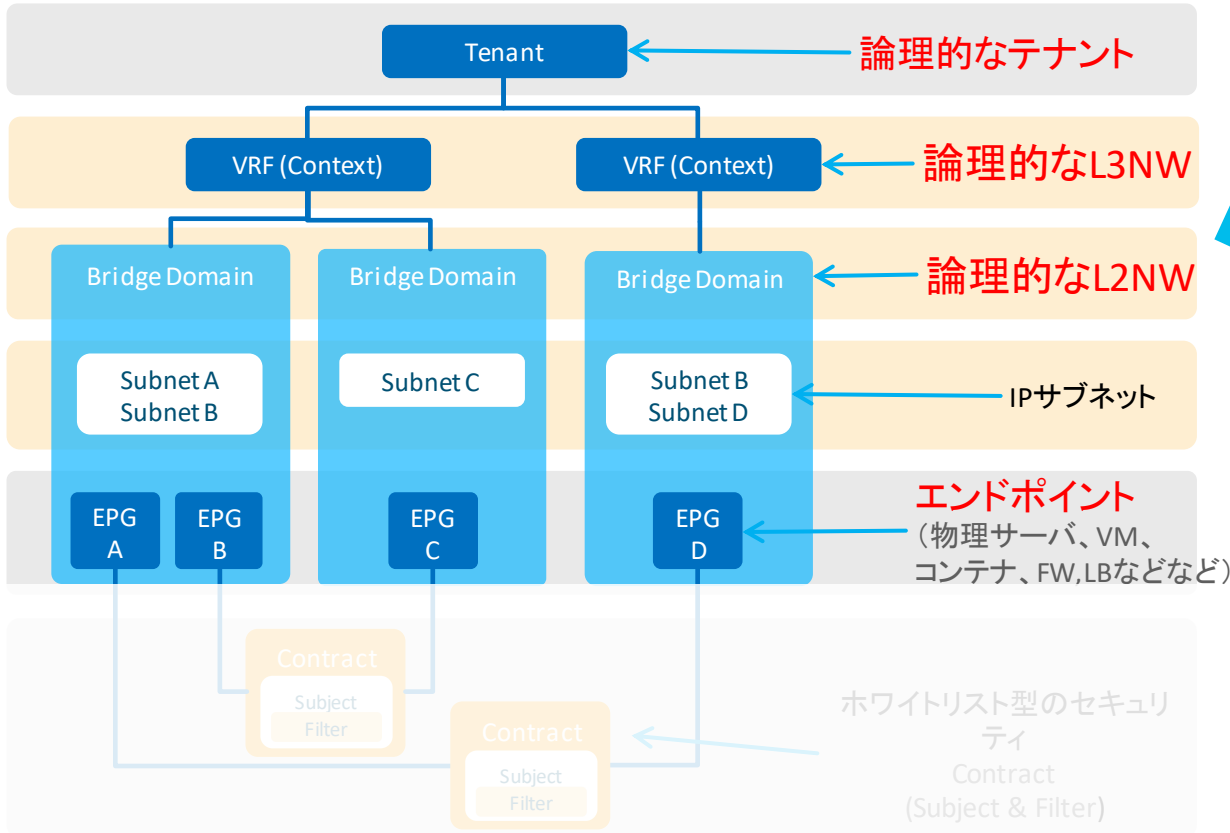 Tenant
論理的なテナント
VRF (Context)
VRF (Context)
論理的なL3NW
Bridge Domain
Bridge Domain
Bridge Domain
論理的なL2NW
Subnet A
Subnet B
Subnet C
Subnet B
Subnet D
IPサブネット
EPG
A
EPG
B
EPG
C
EPG
D
エンドポイント
（物理サーバ、VM、
コンテナ、FW,LBなどなど）
Contract
Subject
Filter
Contract
Subject
Filter
ホワイトリスト型のセキュリ
ティ
Contract
(Subject & Filter)